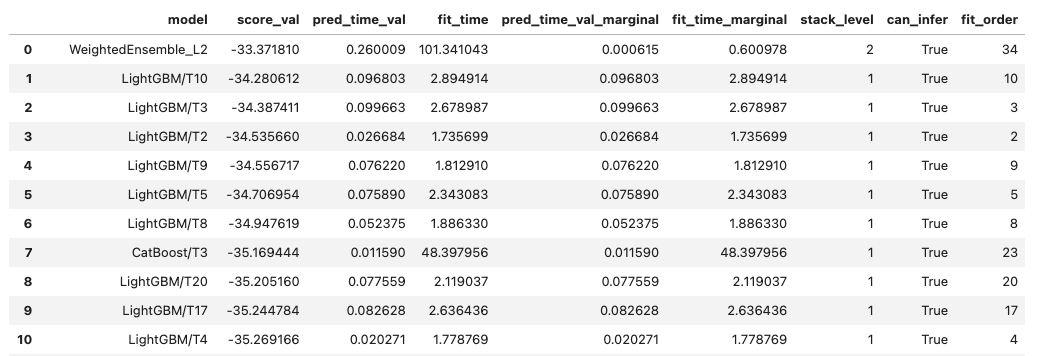 model score_val pred_time_val fit_time pred_time_val_marginal fit_time_marginal stack_level can_infer fit_order
0 WeightedEnsemble_L2 -33.371810 0.260009 101.341043 0.000615 0.600978 2 True 34
1 LightGBM/T10 -34.280612 0.096803 2.894914 0.096803 2.894914 1 True 10
2 LightGBM/T3 -34.387411 0.099663 2.678987 0.099663 2.678987 1 True 3
3 LightGBM/T2 -34.535660 0.026684 1.735699 0.026684 1.735699 1 True 2
4 LightGBM/T9 -34.556717 0.076220 1.812910 0.076220 1.812910 1 True 9
5 LightGBM/T5 -34.706954 0.075890 2.343083 0.075890 2.343083 1 True 5
6 LightGBM/T8 -34.947619 0.052375 1.886330 0.052375 1.886330 1 True 8
7 CatBoost/T3 -35.169444 0.011590 48.397956 0.011590 48.397956 1 True 23
8 LightGBM/T20 -35.205160 0.077559 2.119037 0.077559 2.119037 1 True 20
9 LightGBM/T17 -35.244784 0.082628 2.636436 0.082628 2.636436 1 True 17
10 LightGBM/T4 -35.269166 0.020271 1.778769 0.020271 1.778769 1 True 4